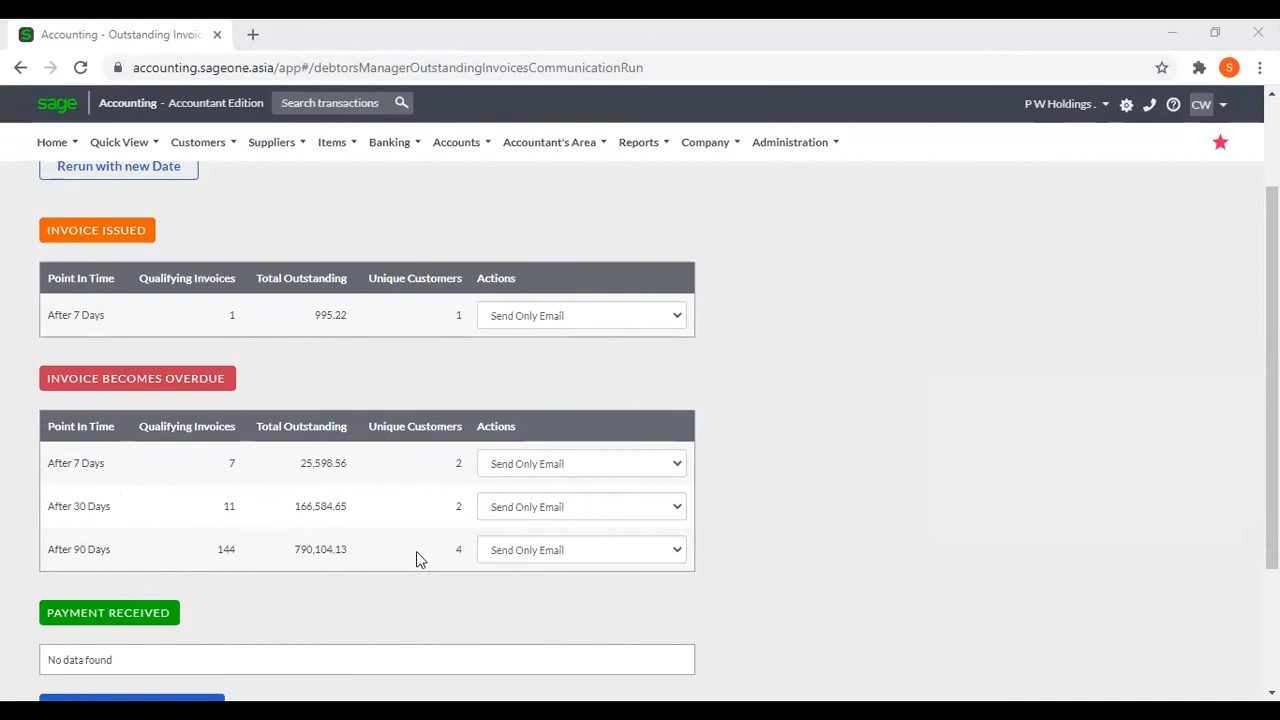 Accounting - Outstanding Invoic
accounting.sageone.asia/app#/debtorsManagerOutstandingInvoicesCommunicationRun
S
sage Accounting - Accountant Edition Search transactions P W Holdings . CW
Home Quick View Customers Suppliers Items Banking Accounts Accountant's Area Reports Company Administration
Rerun with new Date
INVOICE ISSUED
Point In Time Qualifying Invoices Total Outstanding Unique Customers Actions
After 7 Days 1 995.22 1 Send Only Email
INVOICE BECOMES OVERDUE
Point In Time Qualifying Invoices Total Outstanding Unique Customers Actions
After 7 Days 7 25,598.56 2 Send Only Email
After 30 Days 11 166,584.65 2 Send Only Email
After 90 Days 144 790,104.13 4 Send Only Email
PAYMENT RECEIVED
No data found